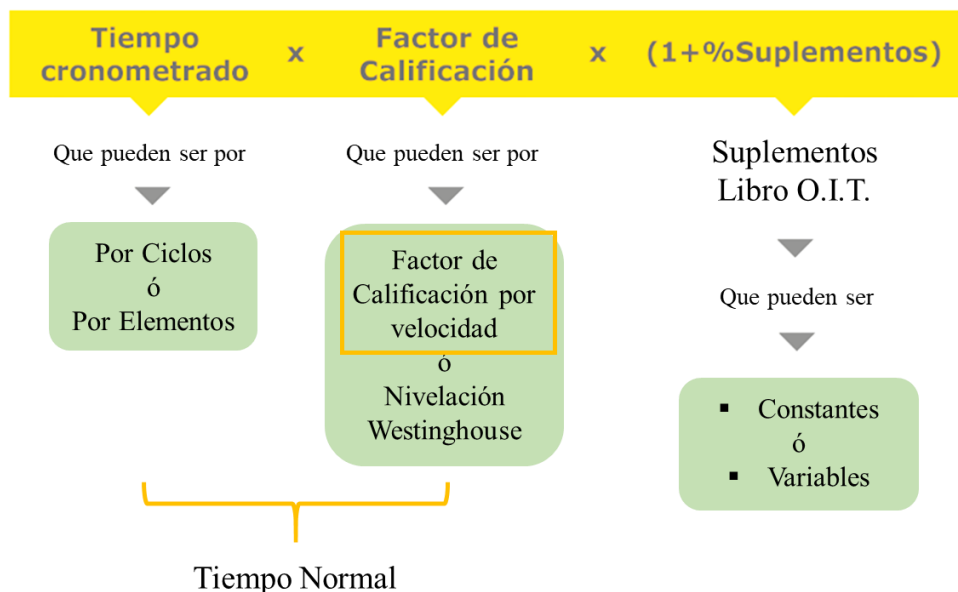 Tiempo
cronometrado
x
Factor de
Calificación
x
(1+%Suplementos)
Que pueden ser por
Por Ciclos
ó
Por Elementos
Que pueden ser por
Factor de
Calificación por
velocidad
ó
Nivelación
Westinghouse
Suplementos
Libro O.I.T.
Que pueden ser
▪ Constantes
ó
▪ Variables
Tiempo Normal